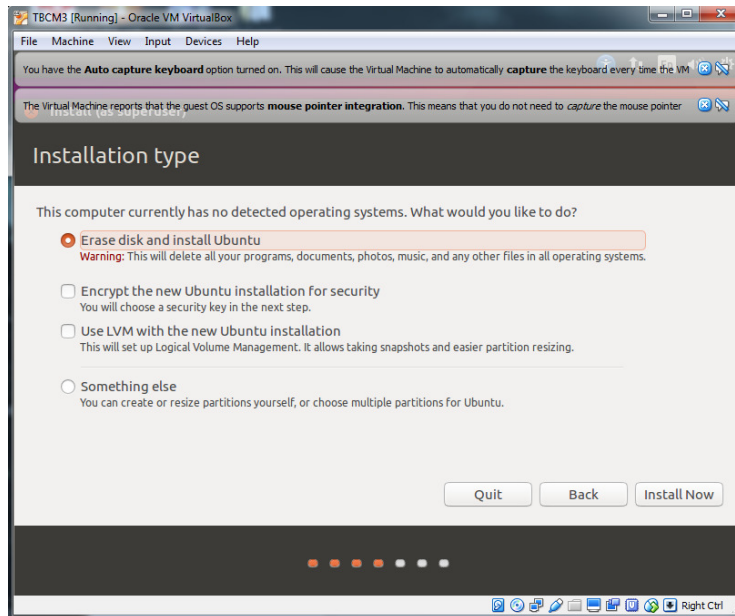 TBCM3 [Running] - Oracle VM VirtualBox
File Machine View Input Devices Help
You have the Auto capture keyboard option turned on. This will cause the Virtual Machine to automatically capture the keyboard every time the VM
The Virtual Machine reports that the guest OS supports mouse pointer integration. This means that you do not need to capture the mouse pointer
Install (as superuser)
Installation type
This computer currently has no detected operating systems. What would you like to do?
Erase disk and install Ubuntu
Warning: This will delete all your programs, documents, photos, music, and any other files in all operating systems.
Encrypt the new Ubuntu installation for security
You will choose a security key in the next step.
Use LVM with the new Ubuntu installation
This will set up Logical Volume Management. It allows taking snapshots and easier partition resizing.
Something else
You can create or resize partitions yourself, or choose multiple partitions for Ubuntu.
Quit Back Install Now
Right Ctrl